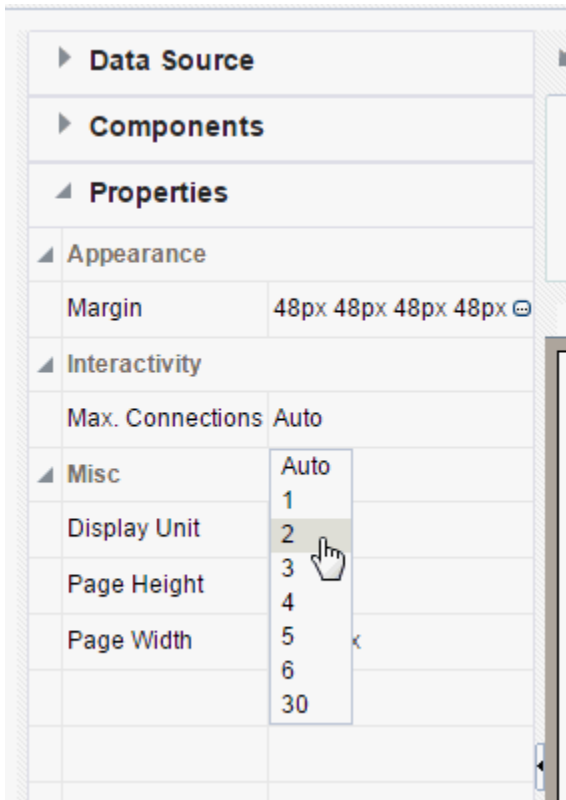 Data Source
Components
Properties
Appearance
Margin 48px 48px 48px 48px
Interactivity
Max. Connections Auto
Misc
Auto
1
Display Unit
2
3
Page Height
4
Page Width
5
x
6
30